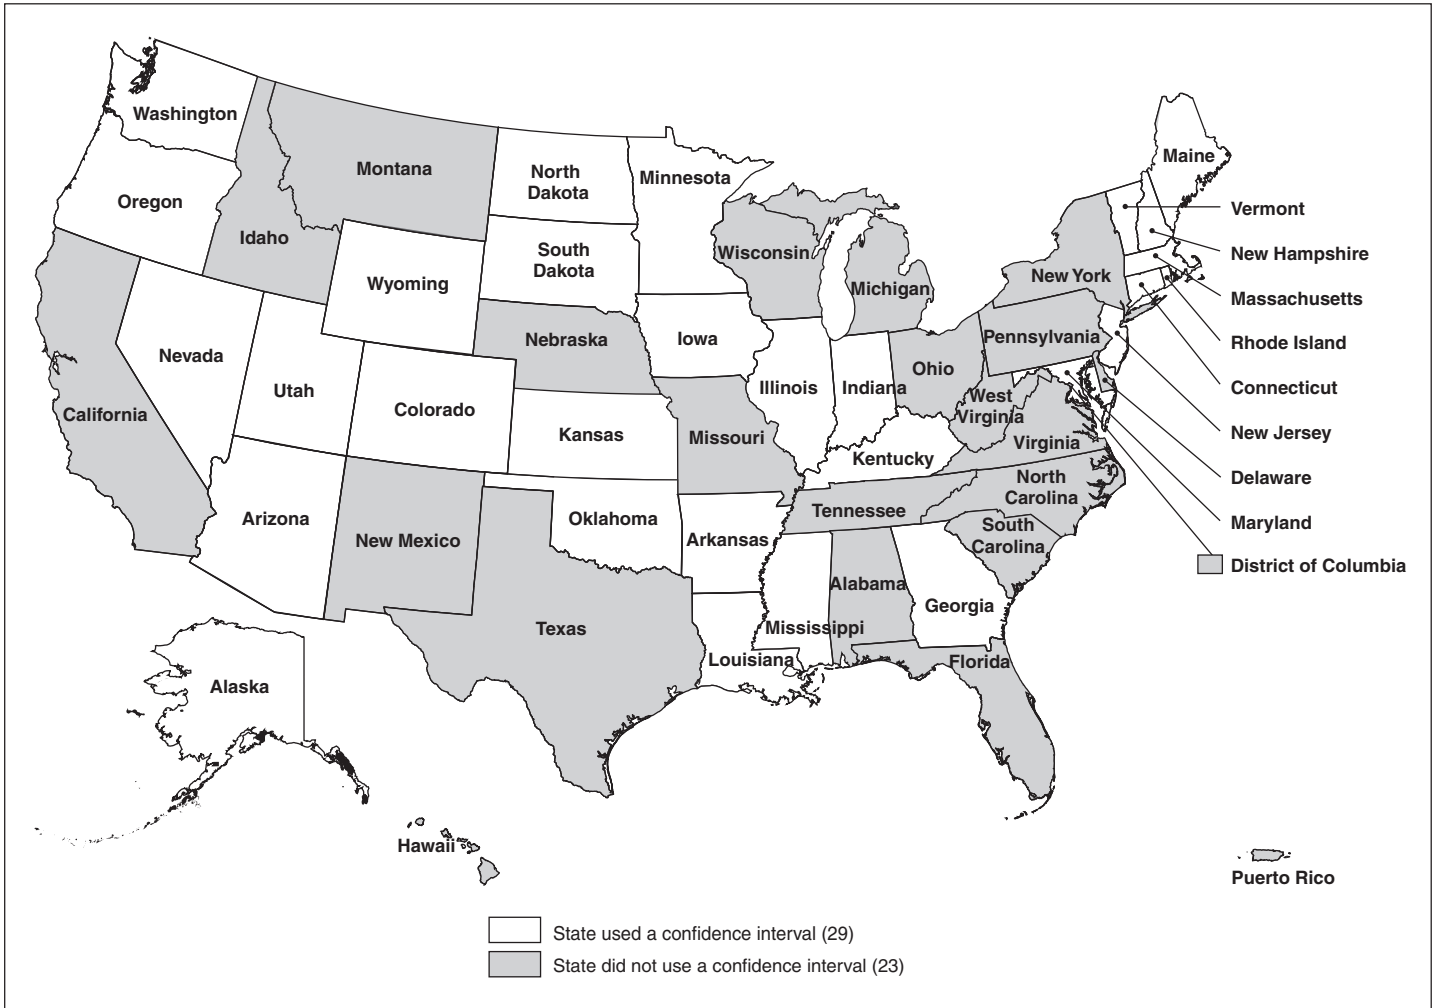 Washington
Montana
North
Dakota
Minnesota
Maine
Oregon
Idaho
Wyoming
South
Dakota
Wisconsin
Michigan
New York
Vermont
New Hampshire
Massachusetts
Rhode Island
Connecticut
New Jersey
Delaware
Maryland
District of Columbia
Nevada
Utah
Colorado
Nebraska
Iowa
Illinois
Indiana
Ohio
Pennsylvania
California
Kansas
Missouri
Kentucky
West
Virginia
Virginia
Arizona
New Mexico
Oklahoma
Arkansas
Tennessee
North
Carolina
South
Carolina
Texas
Louisiana
Mississippi
Alabama
Georgia
Florida
Alaska
Hawaii
Puerto Rico
State used a confidence interval (29)
State did not use a confidence interval (23)